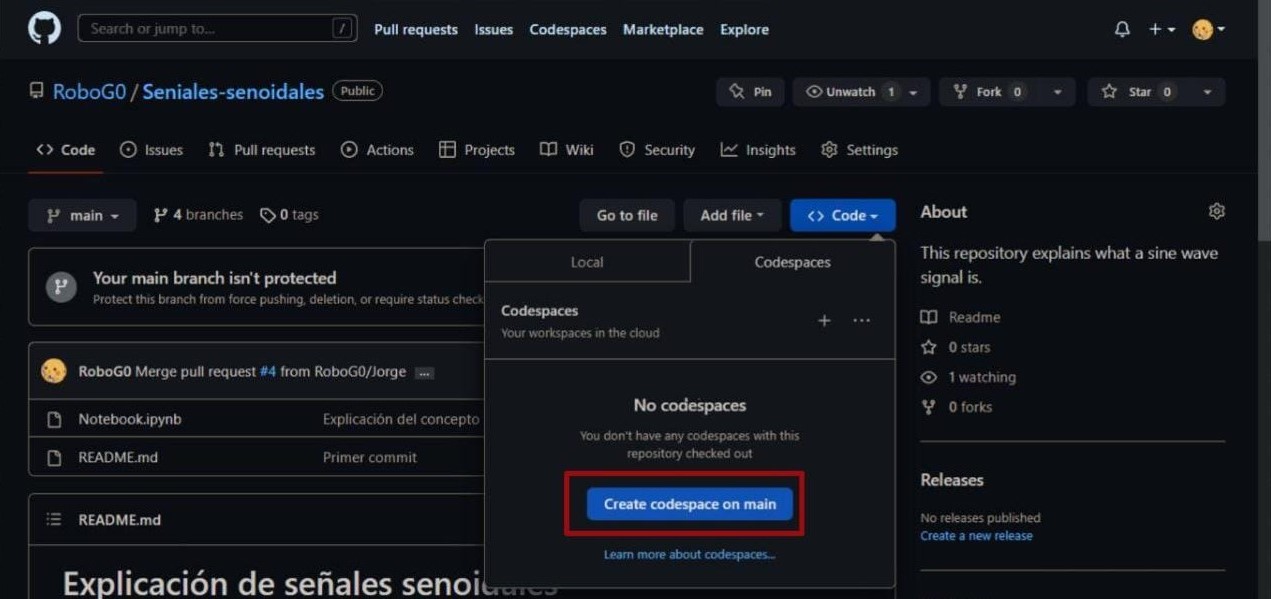 Search or jump to... /
Pull requests Issues Codespaces Marketplace Explore
RoboG0 / Seniales-senoidales Public
Pin Unwatch 1 Fork 0 Star 0
Code Issues Pull requests Actions Projects Wiki Security Insights Settings
main 4 branches 0 tags
Go to file Add file <> Code
Your main branch isn't protected
Protect this branch from force pushing, deletion, or require status check
RoboG0 Merge pull request #4 from RoboG0/Jorge ...
Notebook.ipynb Explicación del concepto
README.md Primer commit
README.md
Explicación de señales senoidales
Local Codespaces
Codespaces
Your workspaces in the cloud
+ ...
No codespaces
You don't have any codespaces with this
repository checked out
Create codespace on main
Learn more about codespaces...
About
This repository explains what a sine wave
signal is.
Readme
0 stars
1 watching
0 forks
Releases
No releases published
Create a new release